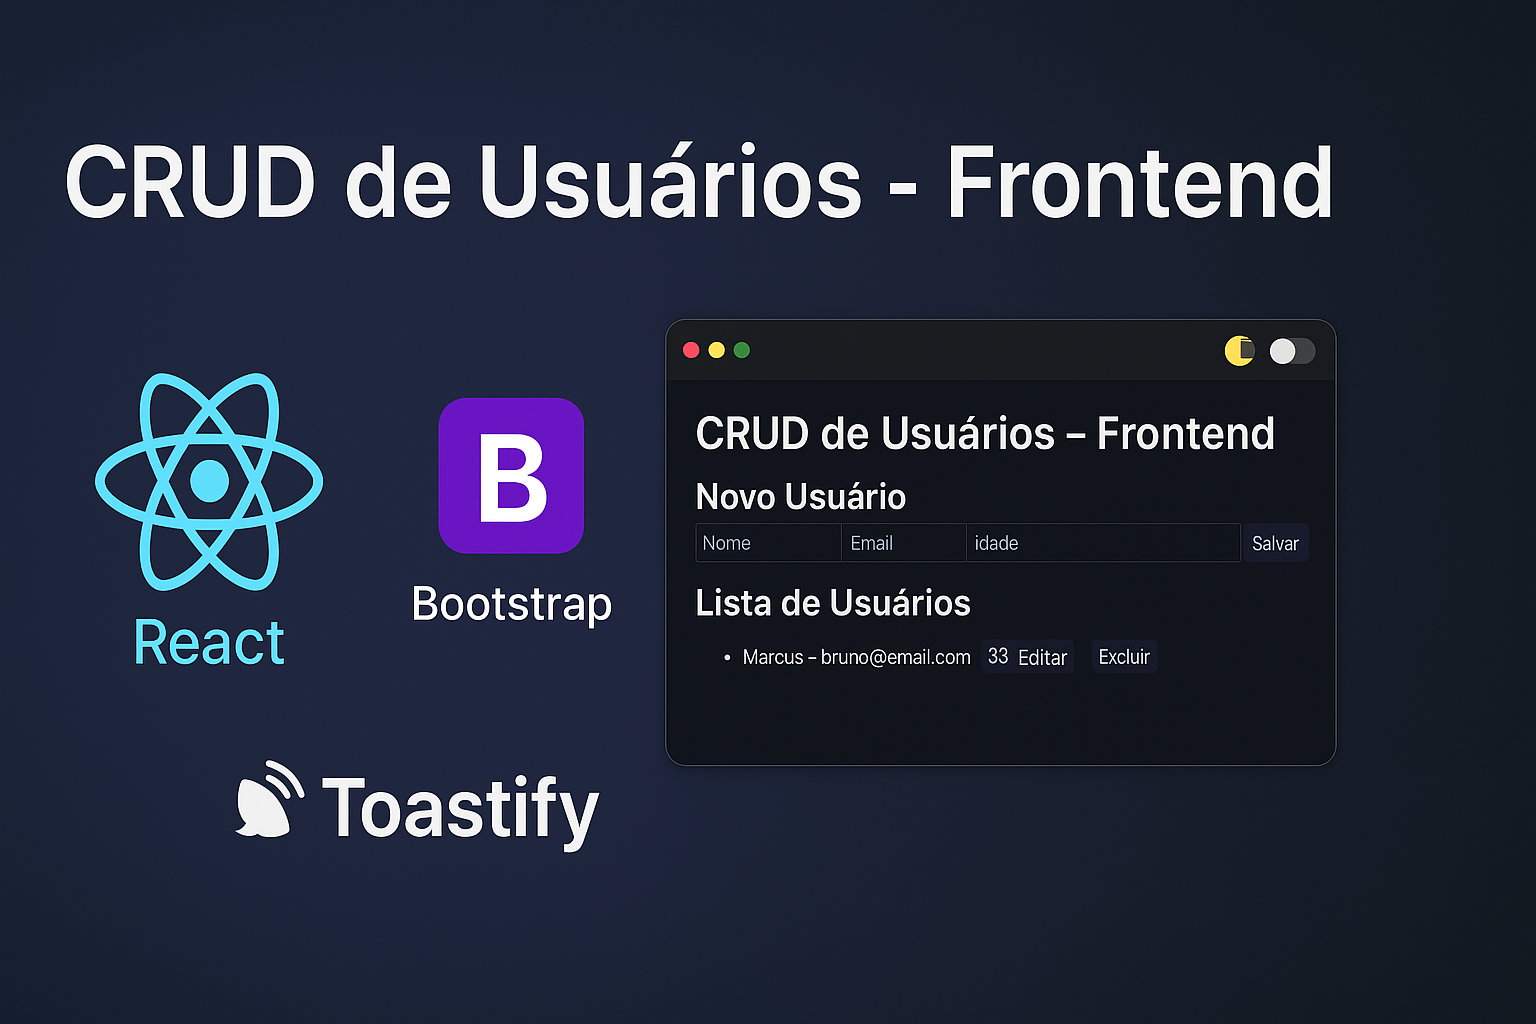 CRUD de Usuários - Frontend
React
B
Bootstrap
Toastify
CRUD de Usuários – Frontend
Novo Usuário
Nome Email idade Salvar
Lista de Usuários
• Marcus – bruno@email.com 33 Editar Excluir